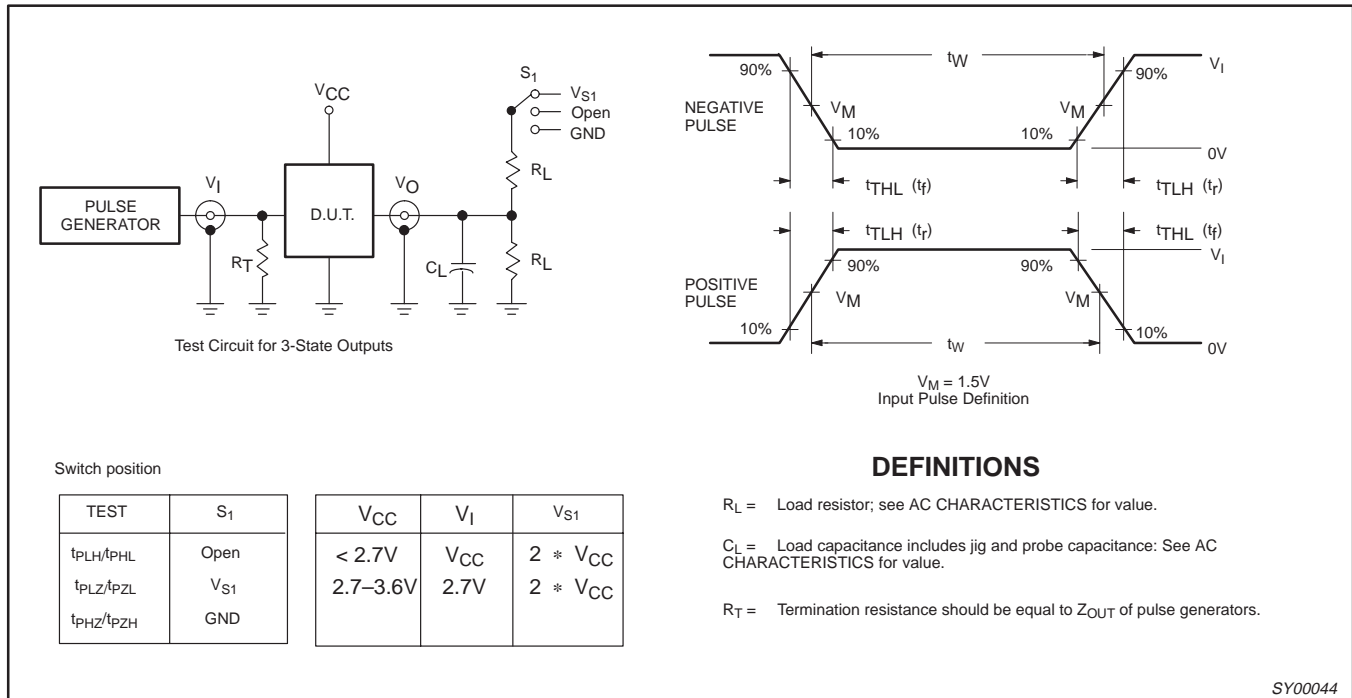 S1
VS1
Open
GND
VCC
RL
VI
VO
PULSE
GENERATOR
D.U.T.
RT
CL
RL
Test Circuit for 3-State Outputs
tW
VI
90%
90%
NEGATIVE
PULSE
VM
VM
10%
10%
0V
tTHL (tf)
tTLH (tr)
tTLH (tr)
tTHL (tf)
VI
90%
90%
POSITIVE
PULSE
VM
VM
10%
10%
tW
0V
VM = 1.5V
Input Pulse Definition
Switch position
TEST S1
tPLH/tPHL Open
tPLZ/tPZL VS1
tPHZ/tPZH GND
VCC VI VS1
< 2.7V VCC 2 * VCC
2.7–3.6V 2.7V 2 * VCC
DEFINITIONS
RL = Load resistor; see AC CHARACTERISTICS for value.
CL = Load capacitance includes jig and probe capacitance: See AC
CHARACTERISTICS for value.
RT = Termination resistance should be equal to ZOUT of pulse generators.
SY00044